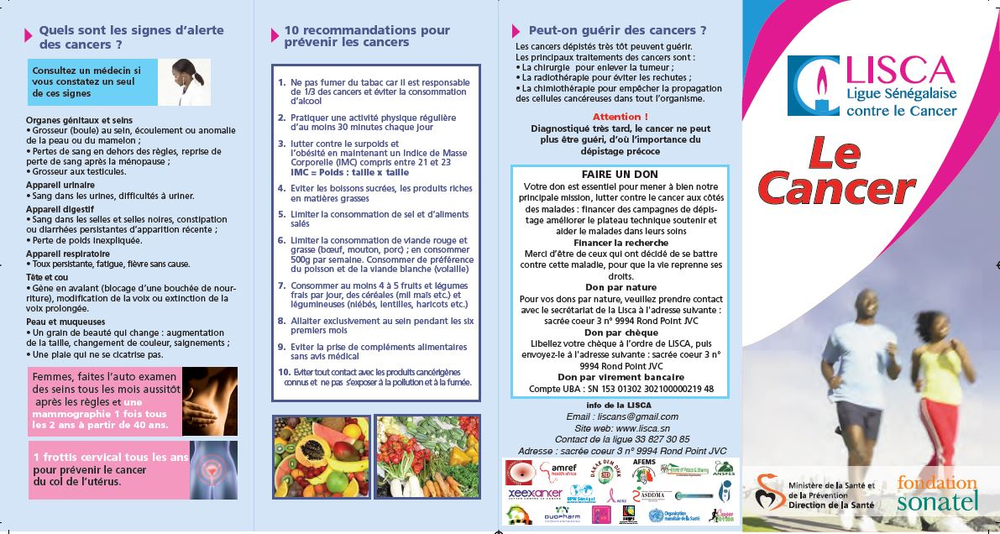 Quels sont les signes d'alerte
des cancers ?
Consultez un médecin si
vous constatez un seul
de ces signes
Organes génitaux et seins
• Grosseur (boule) au sein, écoulement ou anomalie
de la peau ou du mamelon ;
• Pertes de sang en dehors des règles, reprise de
perte de sang après la ménopause ;
• Grosseur aux testicules.
Appareil urinaire
• Sang dans les urines, difficultés à uriner.
Appareil digestif
• Sang dans les selles et selles noires, constipation
ou diarrhées persistantes d'apparition récente ;
• Perte de poids inexpliquée.
Appareil respiratoire
• Toux persistante, fatigue, fièvre sans cause.
Tête et cou
• Gêne en avalant (blocage d'une bouchée de nour-
riture), modification de la voix ou extinction de la
voix prolongée.
Peau et muqueuses
• Un grain de beauté qui change : augmentation
de la taille, changement de couleur, saignements ;
• Une plaie qui ne se cicatrise pas.
Femmes, faites l'auto examen
des seins tous les mois aussitôt
après les règles et une
mammographie 1 fois tous
les 2 ans à partir de 40 ans.
1 frottis cervical tous les ans
pour prévenir le cancer
du col de l'utérus.
10 recommandations pour
prévenir les cancers
1. Ne pas fumer du tabac car il est responsable
de 1/3 des cancers et éviter la consommation
d'alcool
2. Pratiquer une activité physique régulière
d'au moins 30 minutes chaque jour
3. lutter contre le surpoids et
l'obésité en maintenant un Indice de Masse
Corporelle (IMC) compris entre 21 et 23
IMC = Poids : taille x taille
4. Eviter les boissons sucrées, les produits riches
en matières grasses
5. Limiter la consommation de sel et d'aliments
salés
6. Limiter la consommation de viande rouge et
grasse (bœuf, mouton, porc) ; en consommer
500g par semaine. Consommer de préférence
du poisson et de la viande blanche (volaille)
7. Consommer au moins 4 à 5 fruits et légumes
frais par jour, des céréales (mil maïs etc.) et
légumineuses (niébés, lentilles, haricots etc.)
8. Allaiter exclusivement au sein pendant les six
premiers mois
9. Eviter la prise de compléments alimentaires
sans avis médical
10. Eviter tout contact avec les produits cancérigènes
connus et ne pas s'exposer à la pollution et à la fumée.
Peut-on guérir des cancers ?
Les cancers dépistés très tôt peuvent guérir.
Les principaux traitements des cancers sont :
• La chirurgie pour enlever la tumeur ;
• La radiothérapie pour éviter les rechutes ;
• La chimiothérapie pour empêcher la propagation
des cellules cancéreuses dans tout l'organisme.
Attention !
Diagnostiqué très tard, le cancer ne peut
plus être guéri, d'où l'importance du
dépistage précoce
FAIRE UN DON
Votre don est essentiel pour mener à bien notre
principale mission, lutter contre le cancer aux côtés
des malades : financer des campagnes de dépis-
tage améliorer le plateau technique soutenir et
aider le malades dans leurs soins
Financer la recherche
Merci d'être de ceux qui ont décidé de se battre
contre cette maladie, pour que la vie reprenne ses
droits.
Don par nature
Pour vos dons par nature, veuillez prendre contact
avec le secrétariat de la Lisca à l'adresse suivante :
sacrée coeur 3 n° 9994 Rond Point JVC
Don par chèque
Libellez votre chèque à l'ordre de LISCA, puis
envoyez-le à l'adresse suivante : sacrée coeur 3 n°
9994 Rond Point JVC
Don par virement bancaire
Compte UBA : SN 153 01302 302100000219 48
info de la LISCA
Email : liscans@gmail.com
Site web: www.lisca.sn
Contact de la ligue 33 827 30 85
Adresse : sacrée coeur 3 n° 9994 Rond Point JVC
amref
health africa
DAKAR DEM DIKK
AFEMS
House of Peace & Sharing
ANSFES
xeexcancer
BPW Sénégal
ACS2
ASDDMA
DUOPHARM
Organisation
mondiale de la Santé
LISCA
Ligue Sénégalaise
contre le Cancer
Le
Cancer
Ministère de la Santé et
de la Prévention
Direction de la Santé
fondation
sonatel